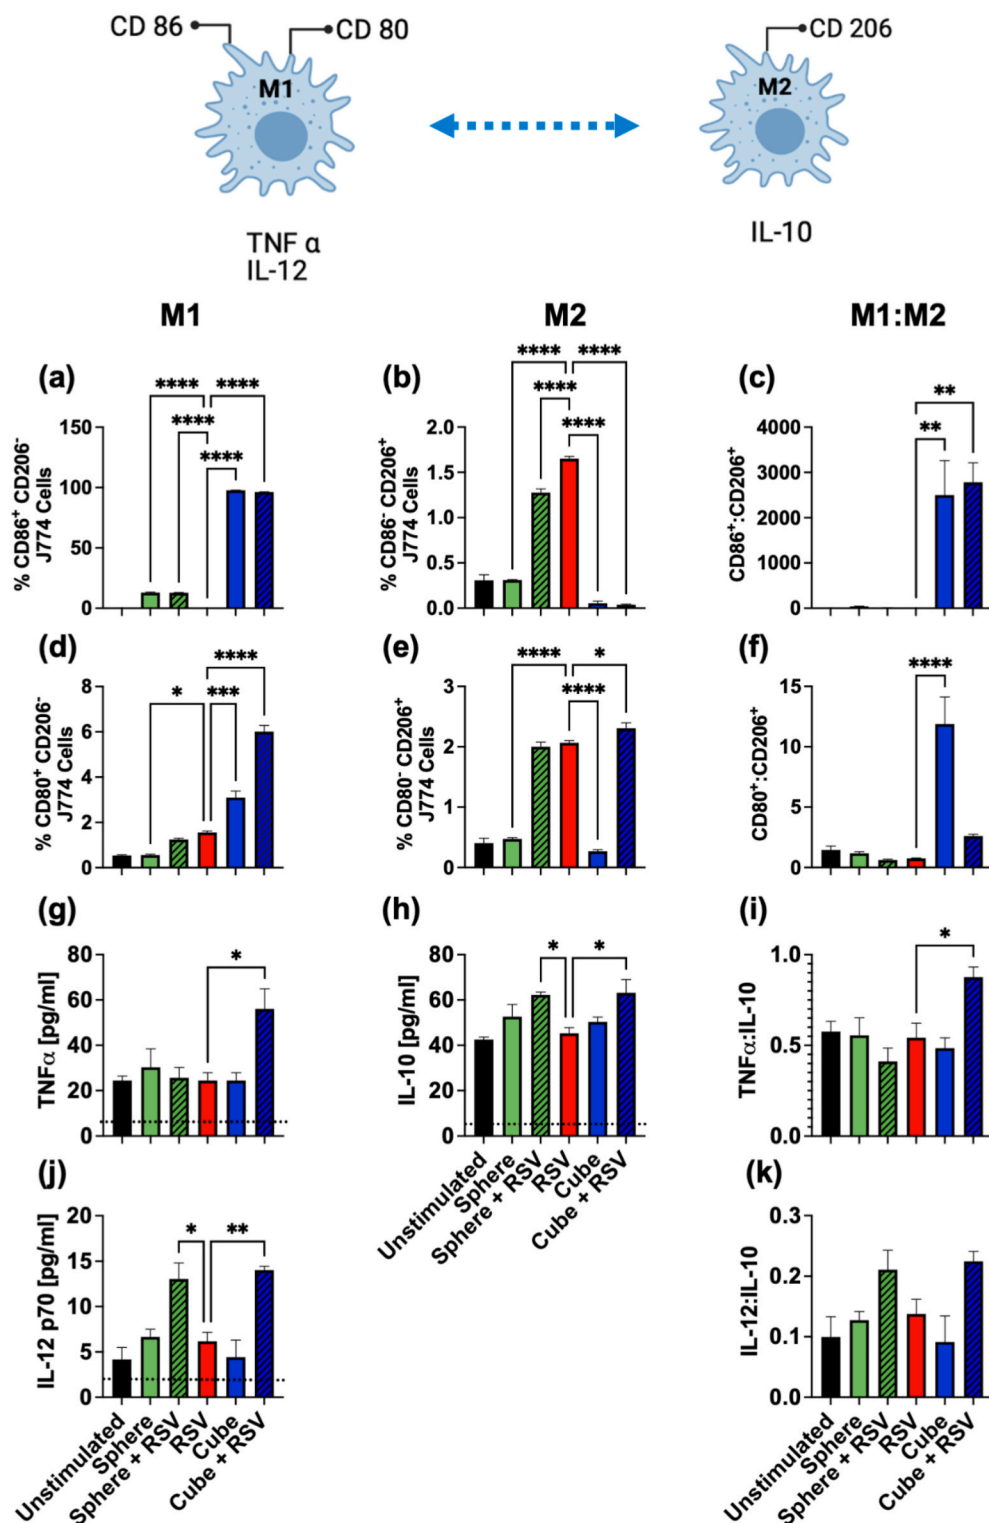 CD 86
CD 80
CD 206
M1
M2
TNF α
IL-12
IL-10
M1
M2
M1:M2
(a)
**** ****
****
****
150
100
50
0
% CD86+ CD206-
J774 Cells
(b)
**** ****
****
****
2.0
1.5
1.0
0.5
0.0
% CD86- CD206+
J774 Cells
(c)
**
**
4000
3000
2000
1000
0
CD86+:CD206+
(d)
****
* ***
8
6
4
2
0
% CD80+ CD206-
J774 Cells
(e)
**** *
****
3
2
1
0
% CD80- CD206+
J774 Cells
(f)
****
15
10
5
0
CD80+:CD206+
(g)
*
80
60
40
20
0
TNFα [pg/ml]
(h)
* *
80
60
40
20
0
IL-10 [pg/ml]
Unstimulated
Sphere
Sphere + RSV
RSV
Cube
Cube + RSV
(i)
*
1.0
0.5
0.0
TNFα:IL-10
(j)
* **
20
15
10
5
0
IL-12 p70 [pg/ml]
Unstimulated
Sphere
Sphere + RSV
RSV
Cube
Cube + RSV
(k)
0.3
0.2
0.1
0.0
IL-12:IL-10
Unstimulated
Sphere
Sphere + RSV
RSV
Cube
Cube + RSV